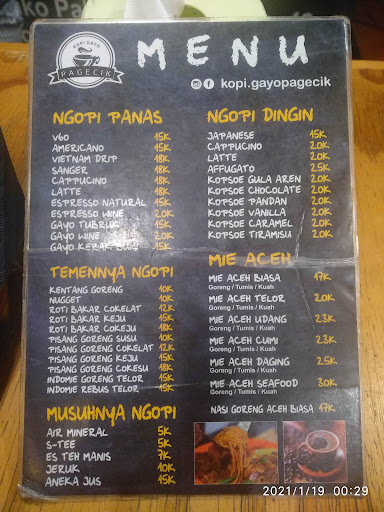 KOPI GAYO
PAGECIK
MENU
kopi.gayopagecik
NGOPI PANAS
V60 15K
AMERICANO 15K
VIETNAM DRIP 18K
SANGER 18K
CAPPUCINO 18K
LATTE 18K
ESPRESSO NATURAL 15K
ESPRESSO WINE 20K
GAYO TUBRUK 15K
GAYO WINE 20K
GAYO KERAK 15K
TEMENNYA NGOPI
KENTANG GORENG 10K
NUGGET 10K
ROTI BAKAR COKELAT 12K
ROTI BAKAR KEJU 15K
ROTI BAKAR COKEJU 18K
PISANG GORENG SUSU 10K
PISANG GORENG COKELAT 12K
PISANG GORENG KEJU 15K
PISANG GORENG COKESU 18K
INDOMIE GORENG TELOR 15K
INDOMIE REBUS TELOR 15K
MUSUHNYA NGOPI
AIR MINERAL 5K
S-TEE 5K
ES TEH MANIS 7K
JERUK 10K
ANEKA JUS 15K
NGOPI DINGIN
JAPANESE 15K
CAPPUCINO 20K
LATTE 20K
AFFUGATO 25K
KOPSOE GULA AREN 20K
KOPSOE CHOCOLATE 20K
KOPSOE PANDAN 20K
KOPSOE VANILLA 20K
KOPSOE CARAMEL 20K
KOPSOE TIRAMISU 20K
MIE ACEH
MIE ACEH BIASA 17K
Goreng / Tumis / Kuah
MIE ACEH TELOR 20K
Goreng / Tumis / Kuah
MIE ACEH UDANG 23K
Goreng / Tumis / Kuah
MIE ACEH CUMI 23K
Goreng / Tumis / Kuah
MIE ACEH DAGING 25K
Goreng / Tumis / Kuah
MIE ACEH SEAFOOD 30K
Goreng / Tumis / Kuah
NASI GORENG ACEH BIASA 17K
2021/1/19 00:29